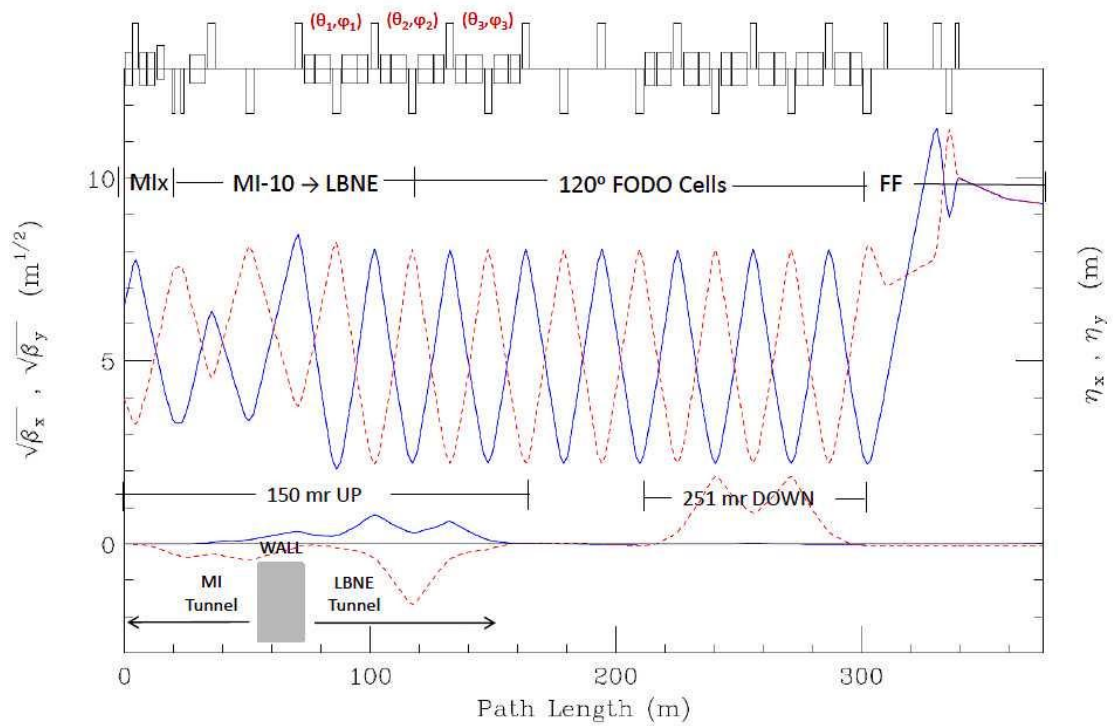 (θ₁,φ₁) (θ₂,φ₂) (θ₃,φ₃)
MIx MI-10 → LBNE 120º FODO Cells FF
10
5
0
√βx , √βy (m^1/2)
ηx , ηy (m)
150 mr UP 251 mr DOWN
WALL
MI Tunnel
LBNE Tunnel
0 100 200 300
Path Length (m)